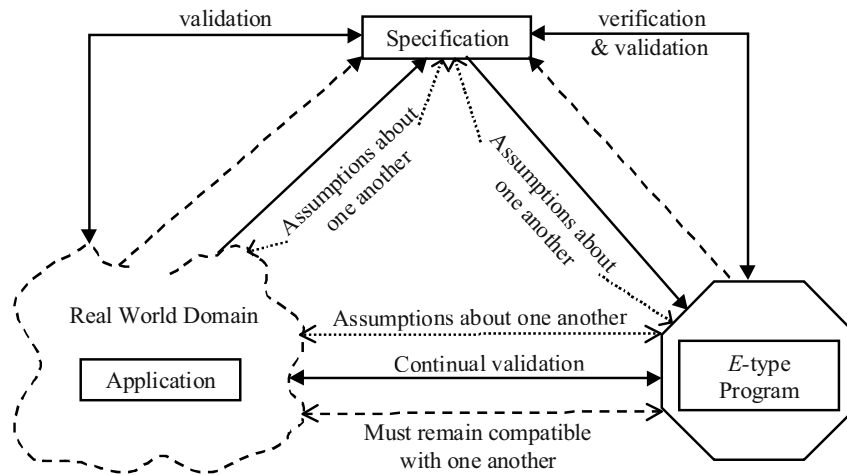 validation
Specification
verification
& validation
Assumptions about
one another
Assumptions about
one another
Real World Domain
Application
Assumptions about one another
Continual validation
Must remain compatible
with one another
E-type
Program